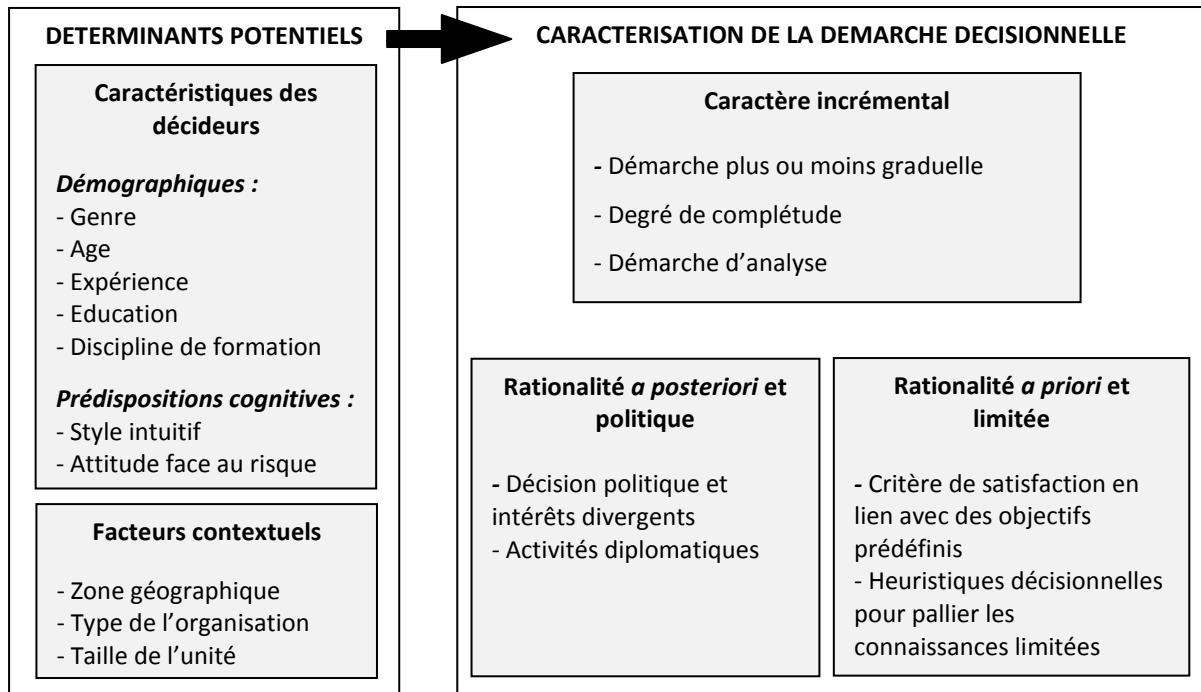 DETERMINANTS POTENTIELS
Caractéristiques des
décideurs
Démographiques :
- Genre
- Age
- Expérience
- Education
- Discipline de formation
Prédispositions cognitives :
- Style intuitif
- Attitude face au risque
Facteurs contextuels
- Zone géographique
- Type de l’organisation
- Taille de l’unité
CARACTERISATION DE LA DEMARCHE DECISIONNELLE
Caractère incrémental
- Démarche plus ou moins graduelle
- Degré de complétude
- Démarche d’analyse
Rationalité a posteriori et
politique
- Décision politique et
intérêts divergents
- Activités diplomatiques
Rationalité a priori et
limitée
- Critère de satisfaction en
lien avec des objectifs
prédéfinis
- Heuristiques décisionnelles
pour pallier les
connaissances limitées